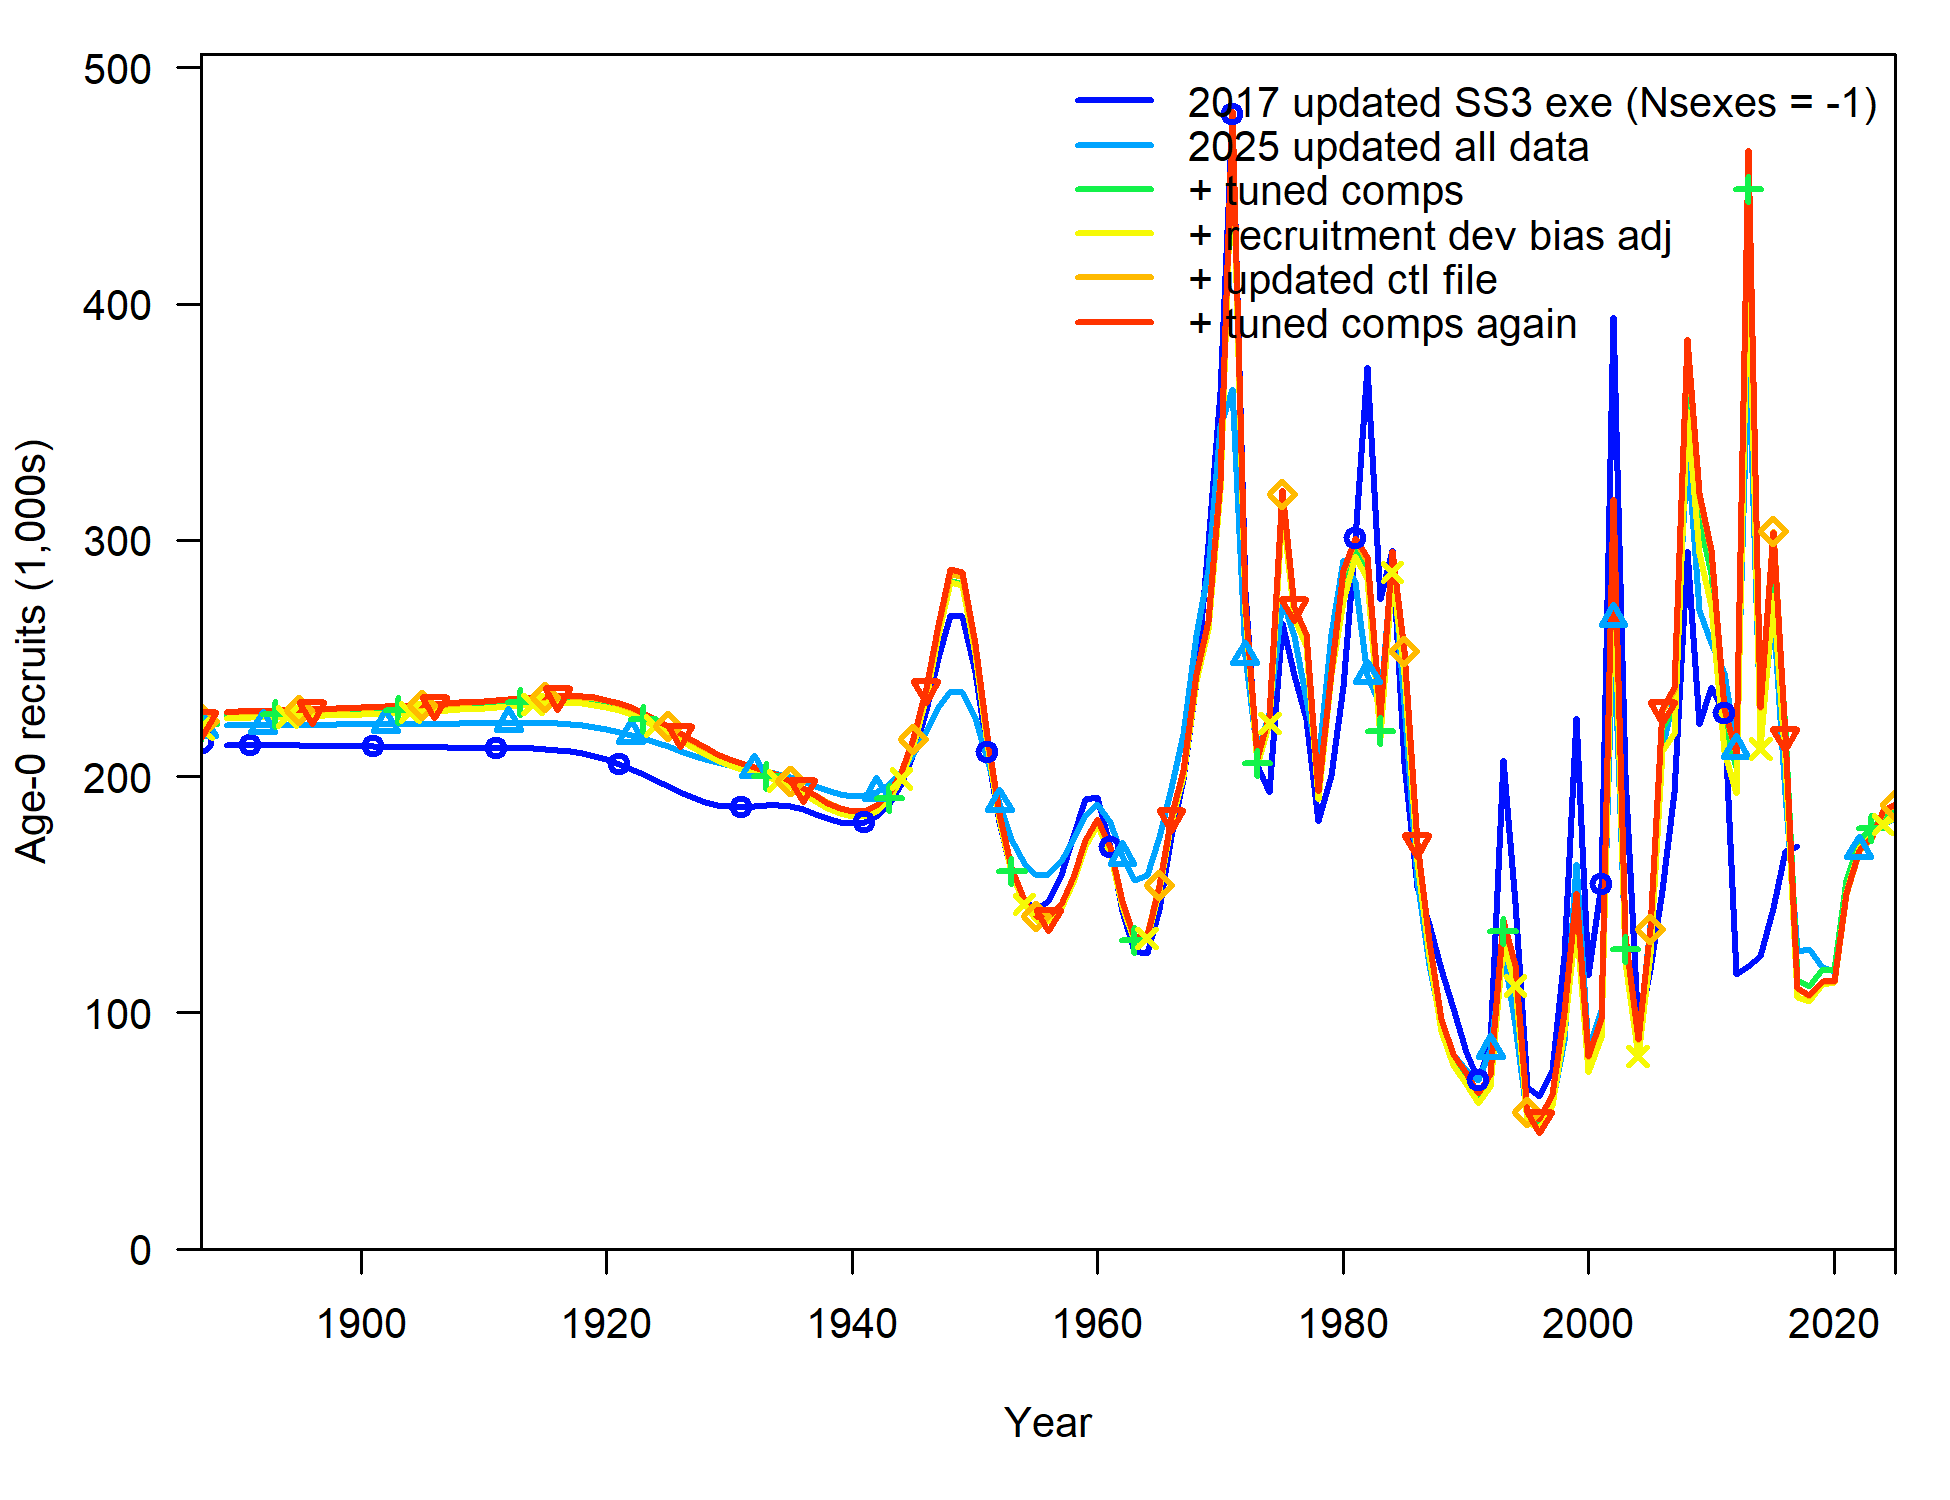 500
400
300
200
100
0
Age-0 recruits (1,000s)
2017 updated SS3 exe (Nsexes = -1)
2025 updated all data
+ tuned comps
+ recruitment dev bias adj
+ updated ctl file
+ tuned comps again
1900 1920 1940 1960 1980 2000 2020
Year